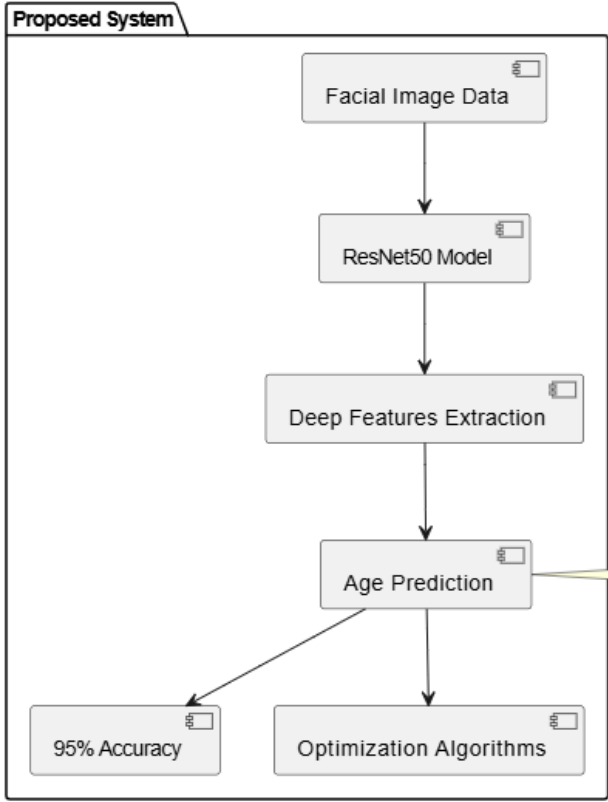 Proposed System
Facial Image Data
ResNet50 Model
Deep Features Extraction
Age Prediction
95% Accuracy
Optimization Algorithms